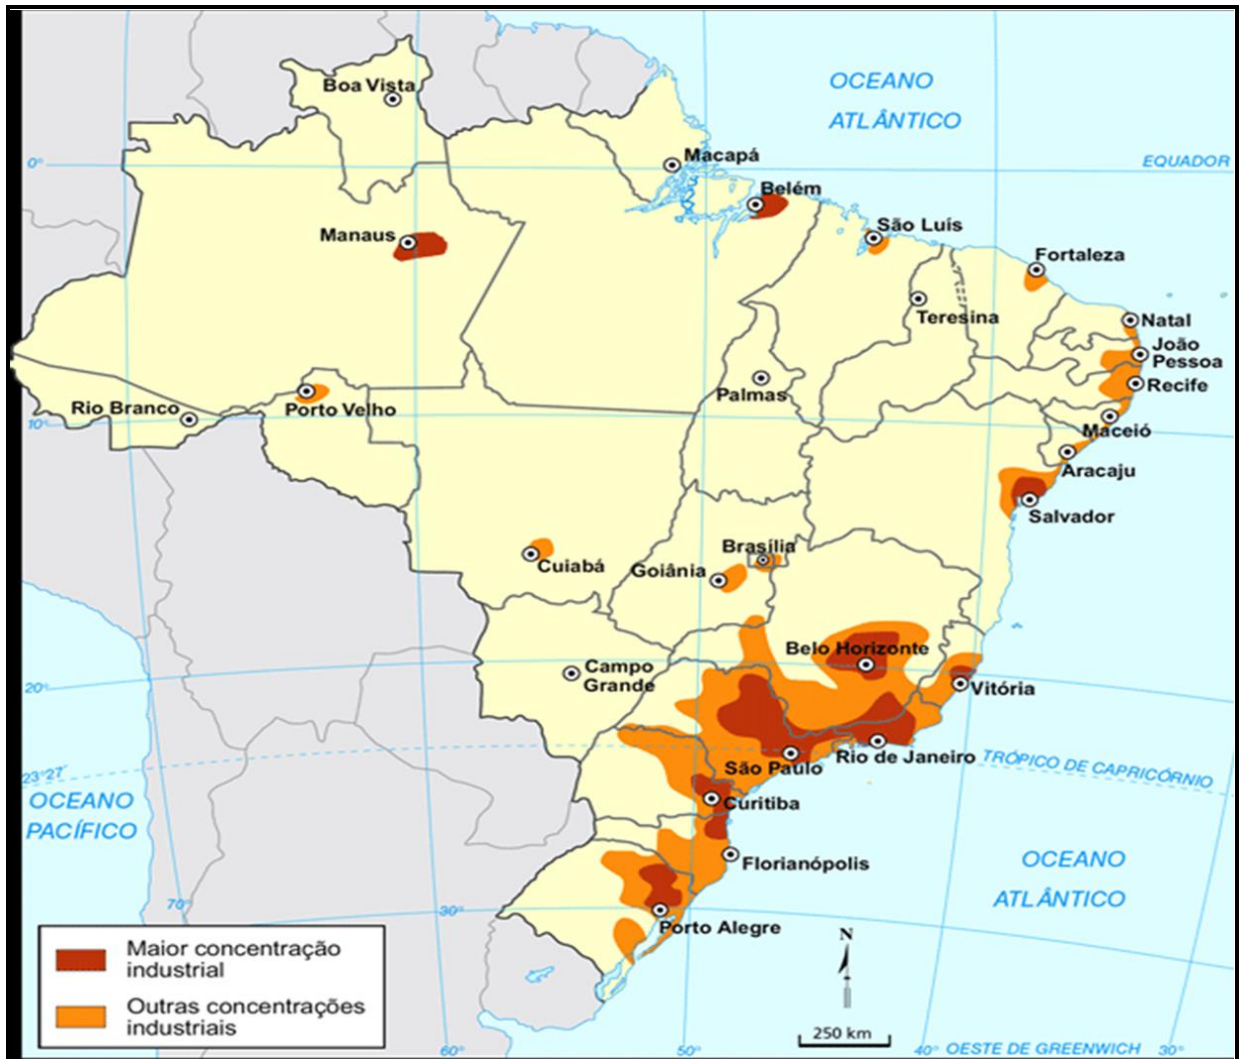 OCEANO
ATLÂNTICO
Boa Vista
Macapá
0°
EQUADOR
Belém
Manaus
São Luís
Fortaleza
Teresina
Natal
João
Pessoa
Palmas
Recife
Rio Branco
Porto Velho
10°
Maceió
Aracaju
Salvador
Brasília
Cuiabá
Goiânia
Belo Horizonte
Campo
Grande
20°
Vitória
Rio de Janeiro
TRÓPICO DE CAPRICÓRNIO
São Paulo
23°27'
OCEANO
PACÍFICO
Curitiba
Florianópolis
OCEANO
ATLÂNTICO
70°
30°
Porto Alegre
N
Maior concentração
industrial
Outras concentrações
industriais
250 km
60°
50°
40°
OESTE DE GREENWICH
30°